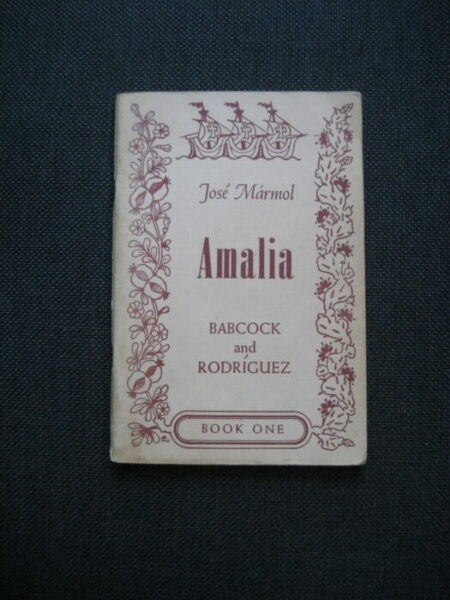 José Mármol
Amalia
BABCOCK
and
RODRÍGUEZ
BOOK ONE